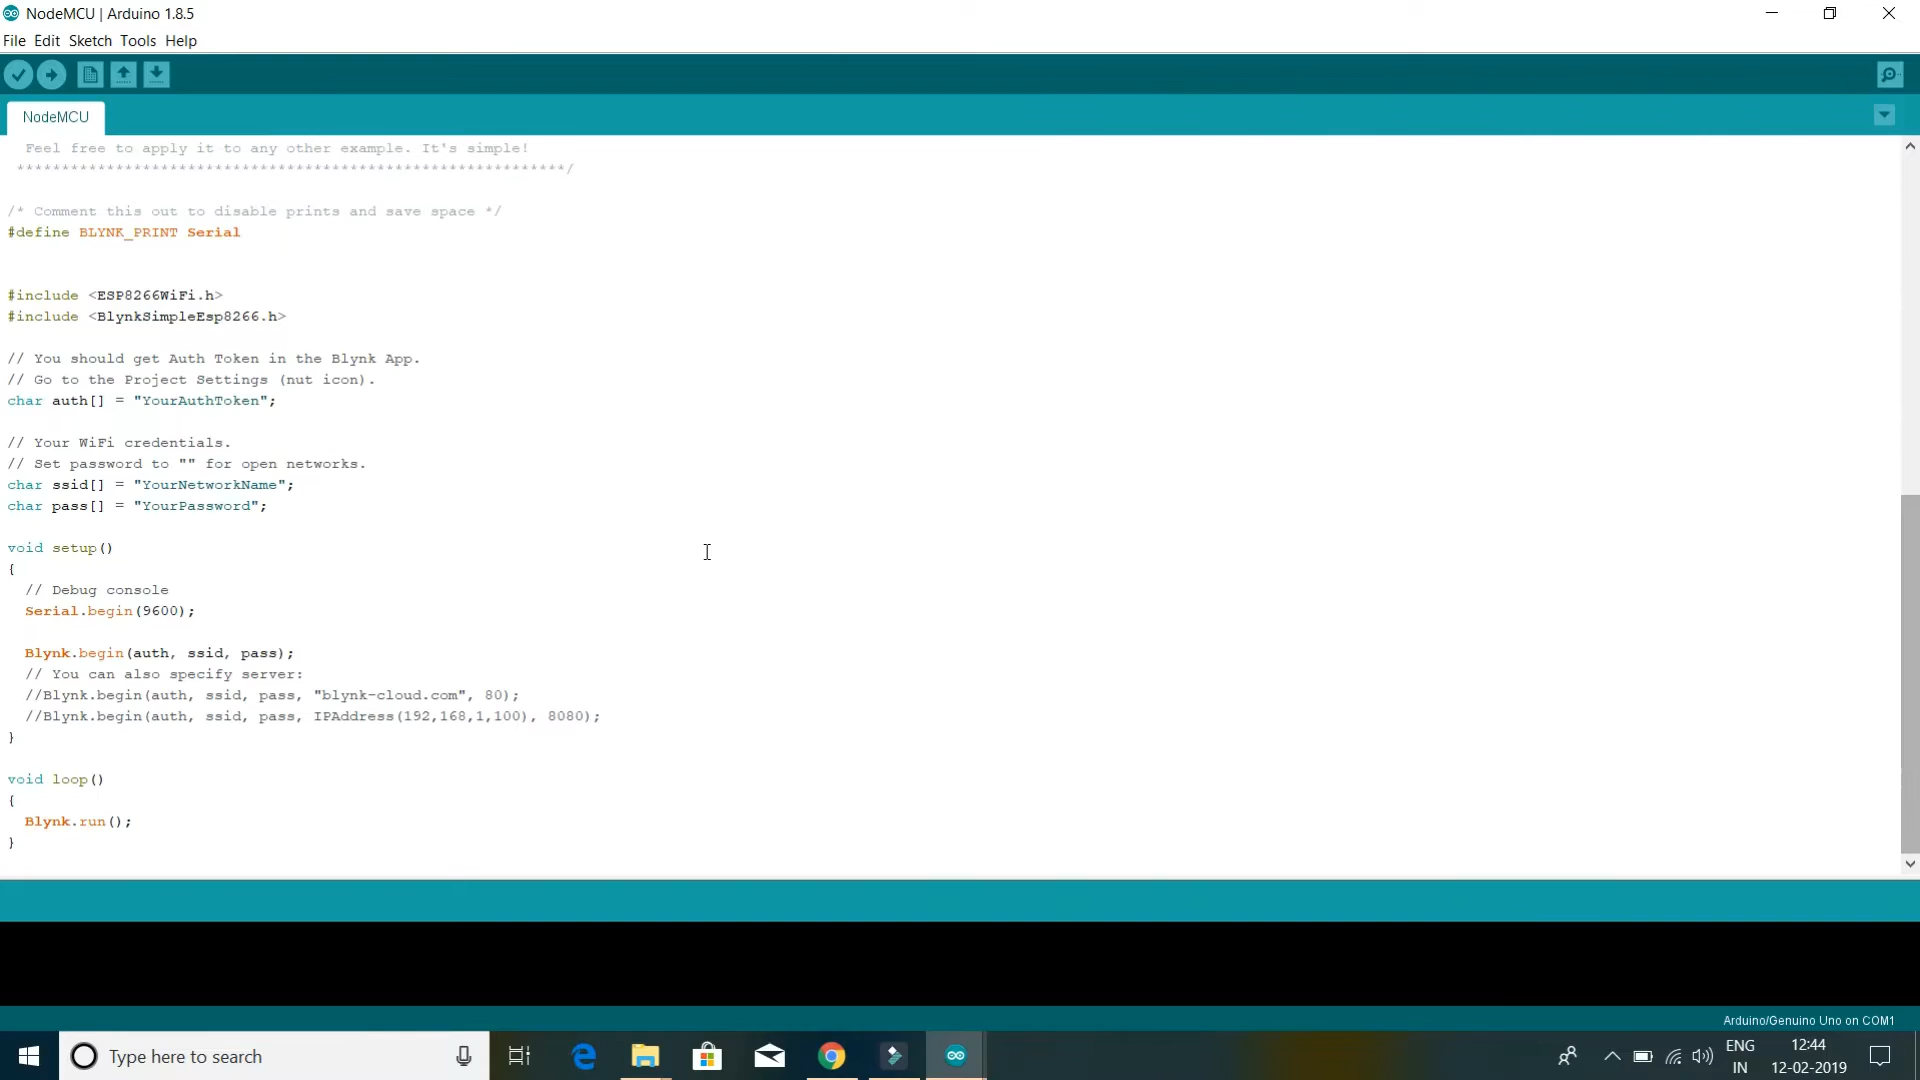 NodeMCU | Arduino 1.8.5
File Edit Sketch Tools Help
NodeMCU
Feel free to apply it to any other example. It's simple!
*************************************************************/
/* Comment this out to disable prints and save space */
#define BLYNK_PRINT Serial
#include <ESP8266WiFi.h>
#include <BlynkSimpleEsp8266.h>
// You should get Auth Token in the Blynk App.
// Go to the Project Settings (nut icon).
char auth[] = "YourAuthToken";
// Your WiFi credentials.
// Set password to "" for open networks.
char ssid[] = "YourNetworkName";
char pass[] = "YourPassword";
void setup()
{
// Debug console
Serial.begin(9600);
Blynk.begin(auth, ssid, pass);
// You can also specify server:
//Blynk.begin(auth, ssid, pass, "blynk-cloud.com", 80);
//Blynk.begin(auth, ssid, pass, IPAddress(192,168,1,100), 8080);
}
void loop()
{
Blynk.run();
}
Arduino/Genuino Uno on COM1
Type here to search
ENG
IN
12:44
12-02-2019